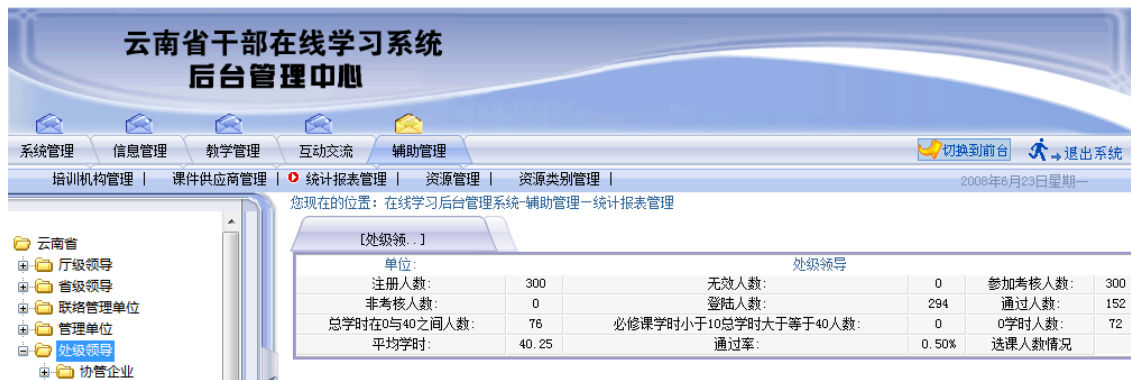 云南省干部在线学习系统
后台管理中心
系统管理 信息管理 教学管理 互动交流 辅助管理 切换到前台 退出系统
培训机构管理 | 课件供应商管理 | 统计报表管理 | 资源管理 | 资源类别管理 | 2008年6月23日星期一
您现在的位置：在线学习后台管理系统-辅助管理－统计报表管理
云南省
厅级领导
省级领导
联络管理单位
管理单位
处级领导
协管企业
[处级领..]
单位: 处级领导
注册人数: 300 无效人数: 0 参加考核人数: 300
非考核人数: 0 登陆人数: 294 通过人数: 152
总学时在0与40之间人数: 76 必修课学时小于10总学时大于等于40人数: 0 0学时人数: 72
平均学时: 40.25 通过率: 0.50% 选课人数情况